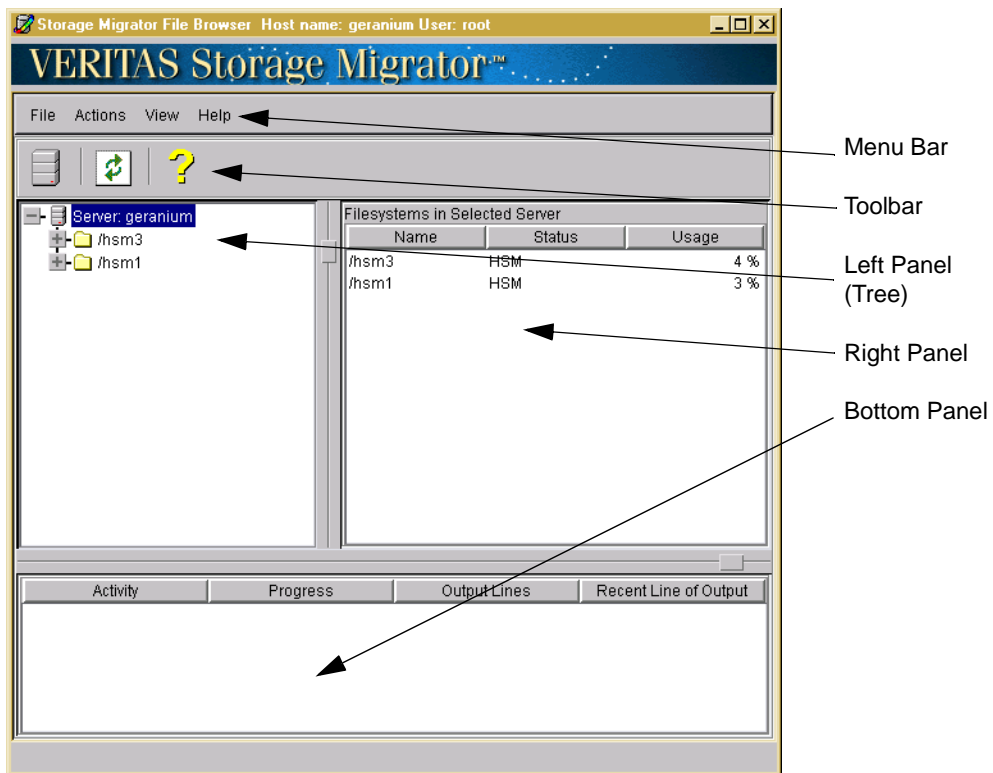 Storage Migrator File Browser Host name: geranium User: root
VERITAS Storage Migrator™
File Actions View Help
Menu Bar
Toolbar
Server: geranium
/hsm3
/hsm1
Filesystems in Selected Server
Name Status Usage
/hsm3 HSM 4 %
/hsm1 HSM 3 %
Left Panel
(Tree)
Right Panel
Bottom Panel
Activity Progress Output Lines Recent Line of Output